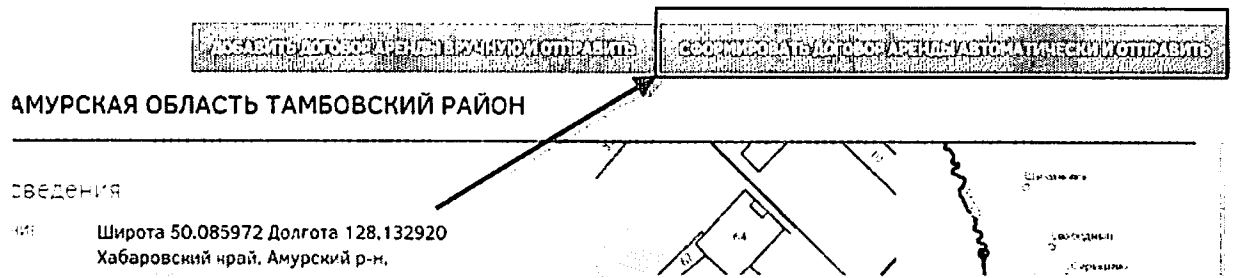 ДОБАВИТЬ ДОГОВОР АРЕНДЫ ВРУЧНУЮ И ОТПРАВИТЬ
СФОРМИРОВАТЬ ДОГОВОР АРЕНДЫ АВТОМАТИЧЕСКИ И ОТПРАВИТЬ
АМУРСКАЯ ОБЛАСТЬ ТАМБОВСКИЙ РАЙОН
сведения
Широта 50.085972 Долгота 128,132920
Хабаровский край, Амурский р-н,
64